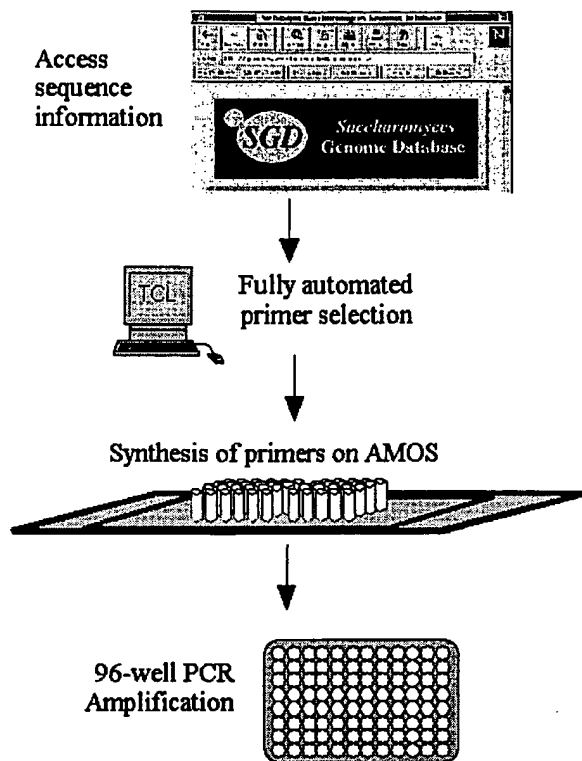 Access
sequence
information
N
SGD
Saccharomyces
Genome Database
TCL
Fully automated
primer selection
Synthesis of primers on AMOS
96-well PCR
Amplification